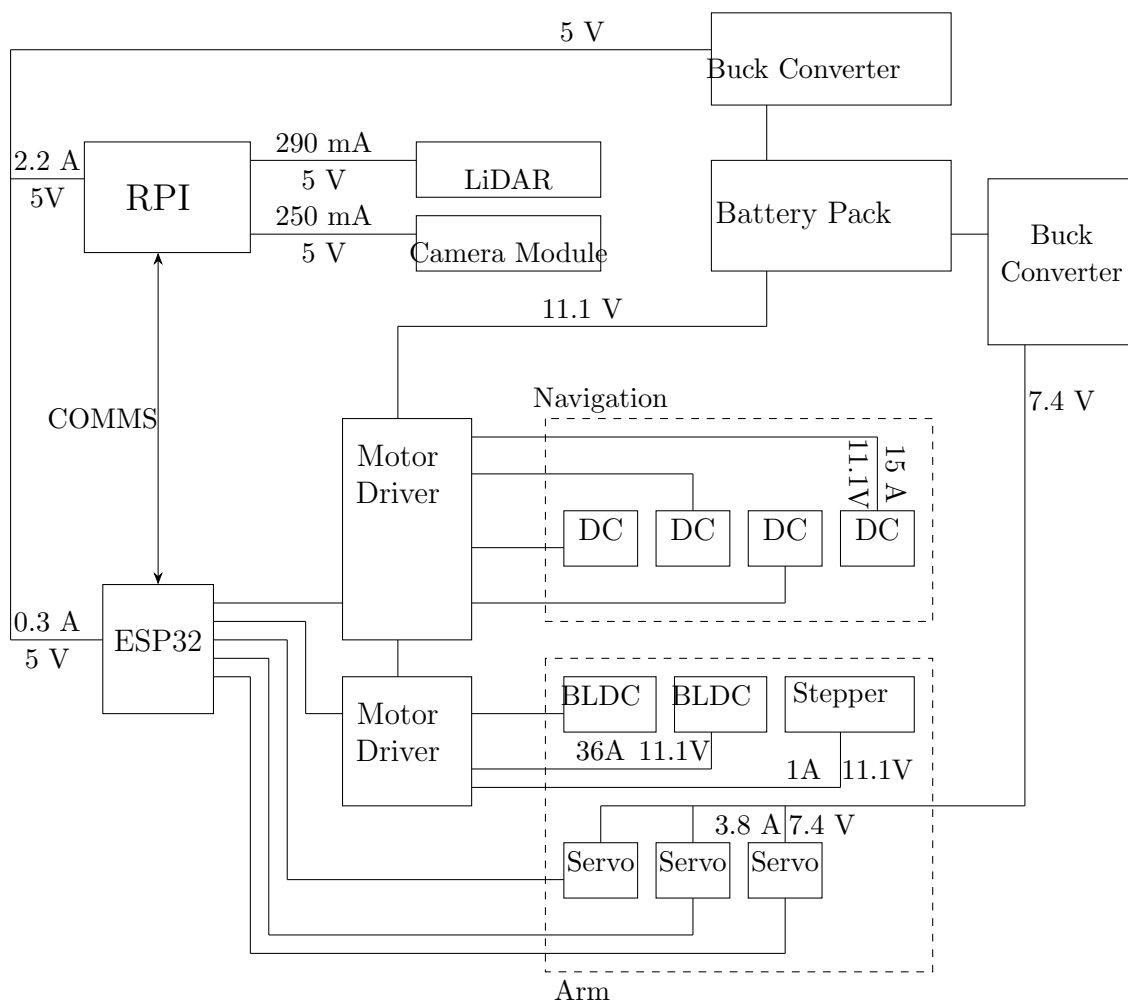 5 V
Buck Converter
2.2 A
5V
RPI
290 mA
5 V
LiDAR
250 mA
5 V
Camera Module
Battery Pack
Buck
Converter
11.1 V
7.4 V
COMMS
Navigation
Motor
Driver
15 A
11.1V
DC
DC
DC
DC
0.3 A
5 V
ESP32
Motor
Driver
BLDC
BLDC
Stepper
36A
11.1V
1A
11.1V
3.8 A
7.4 V
Servo
Servo
Servo
Arm